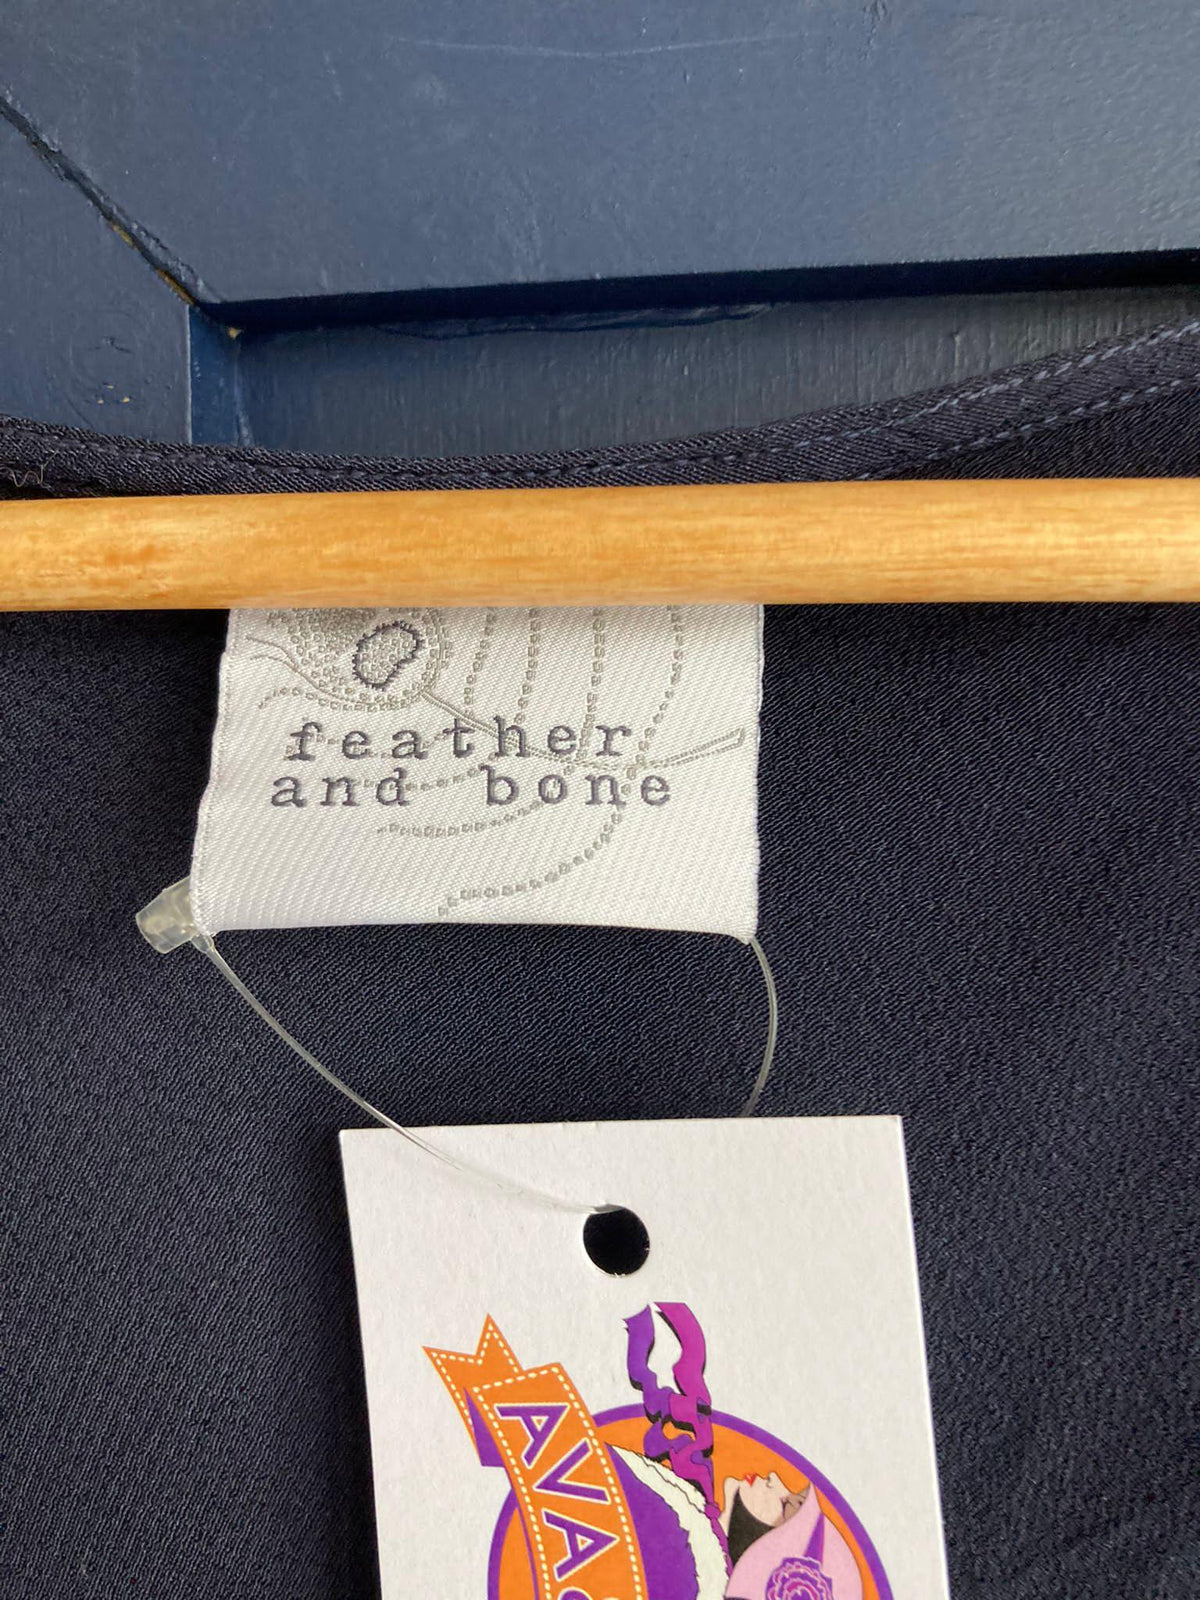 feather
and bone
AVA